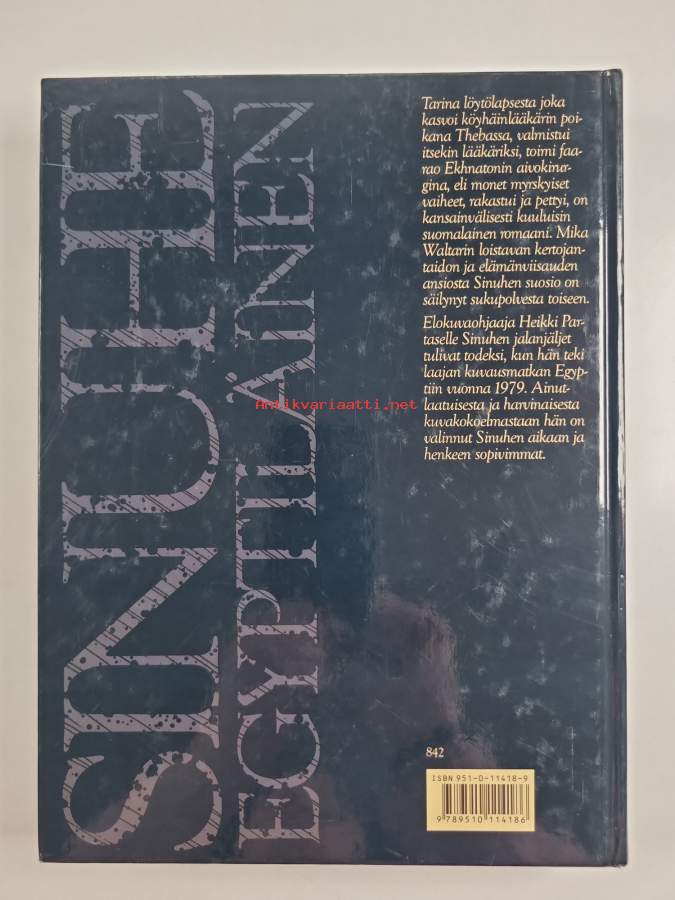 SINUHE
EGYPTILÄINEN
Tarina löytölapsesta joka
kasvoi köyhäinlääkärin poi-
kana Thebassa, valmistui
itsekin lääkäriksi, toimi faa-
rao Ekhnatonin aivokirur-
gina, eli monet myrskyiset
vaiheet, rakastui ja pettyi, on
kansainvälisesti kuuluisin
suomalainen romaani. Mika
Waltarin loistavan kertojan-
taidon ja elämänviisauden
ansiosta Sinuhen suosio on
säilynyt sukupolvesta toiseen.
Elokuvaohjaaja Heikki Par-
taselle Sinuhen jalanjäljet
tulivat todeksi, kun hän teki
laajan kuvausmatkan Egyp-
tiin vuonna 1979. Ainut-
laatuisesta ja harvinaisesta
kuvakokoelmastaan hän on
valinnut Sinuhen aikaan ja
henkeen sopivimmat.
Antikvariaatti.net
842
ISBN 951-0-11418-9
9 789510 114186